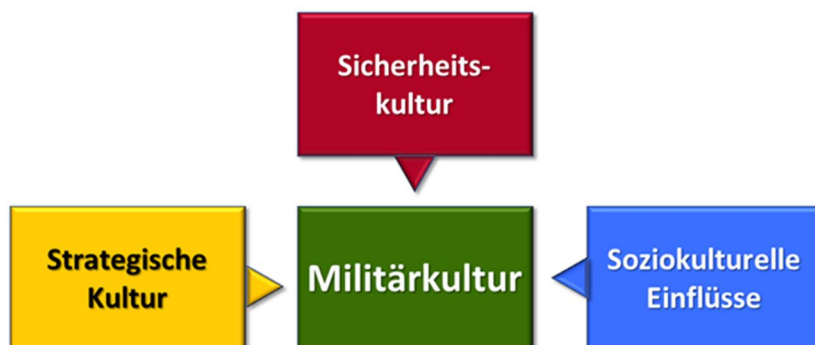 Sicherheits-
kultur
Strategische
Kultur
Militärkultur
Soziokulturelle
Einflüsse